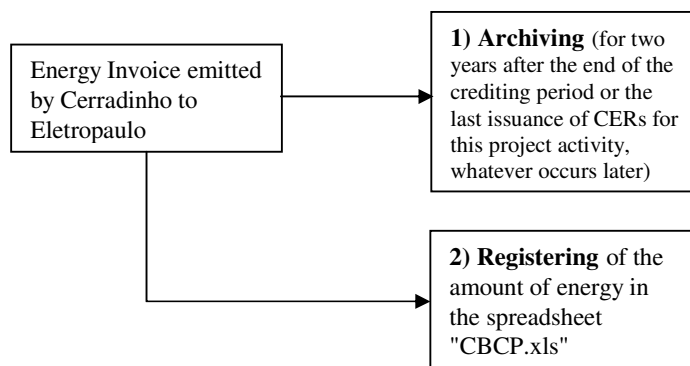 Energy Invoice emitted
by Cerradinho to
Eletropaulo
1) Archiving (for two
years after the end of the
crediting period or the
last issuance of CERs for
this project activity,
whatever occurs later)
2) Registering of the
amount of energy in
the spreadsheet
"CBCP.xls"